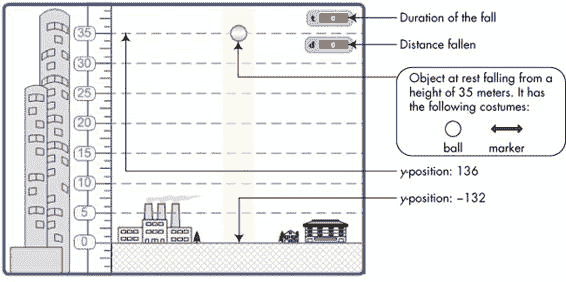 t 0
Duration of the fall
35
d 0
Distance fallen
30
Object at rest falling from a
height of 35 meters. It has
the following costumes:
25
20
ball marker
15
y-position: 136
10
y-position: –132
5
0